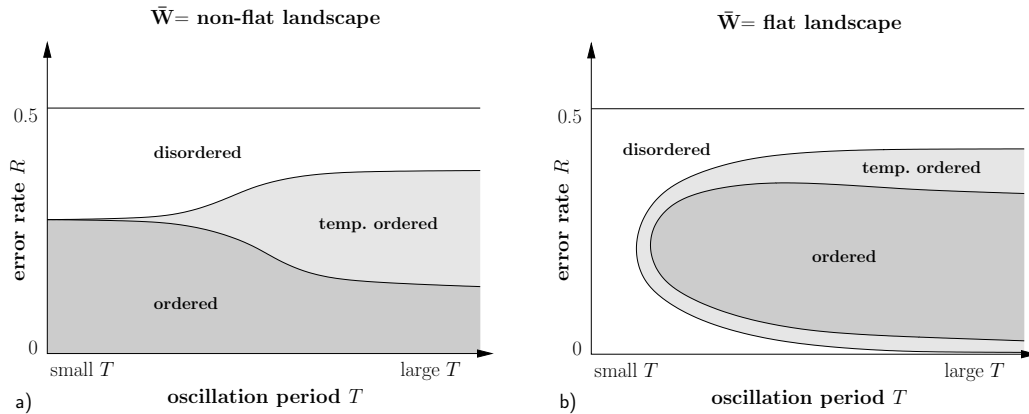 W̄= non-flat landscape
error rate R
0.5
disordered
temp. ordered
ordered
0
small T
large T
oscillation period T
a)
W̄= flat landscape
error rate R
0.5
disordered
temp. ordered
ordered
0
small T
large T
oscillation period T
b)